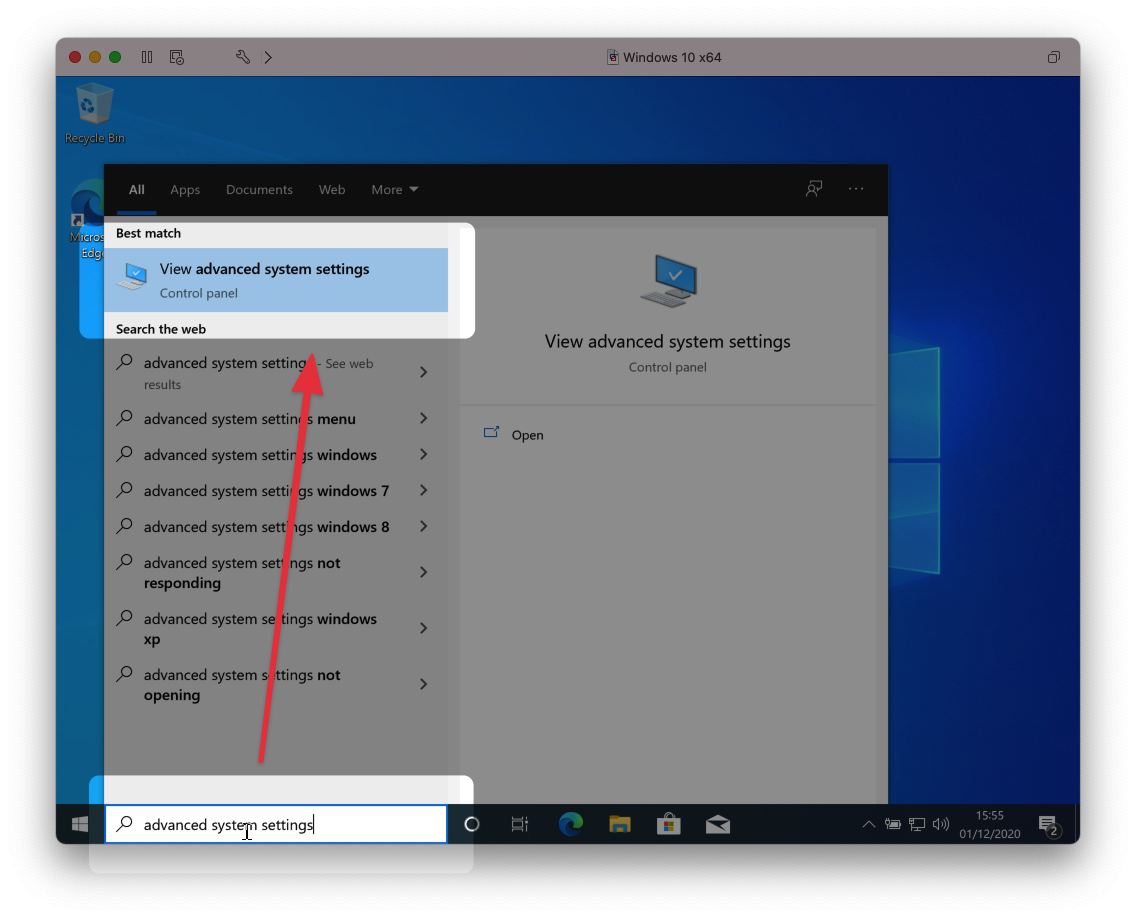 Windows 10 x64
Recycle Bin
All Apps Documents Web More
Micros
Edge
Best match
View advanced system settings
Control panel
Search the web
advanced system settings - See web
results
advanced system settings menu
advanced system settings windows
advanced system settings windows 7
advanced system settings windows 8
advanced system settings not
responding
advanced system settings windows
xp
advanced system settings not
opening
View advanced system settings
Control panel
Open
advanced system settings
15:55
01/12/2020
2